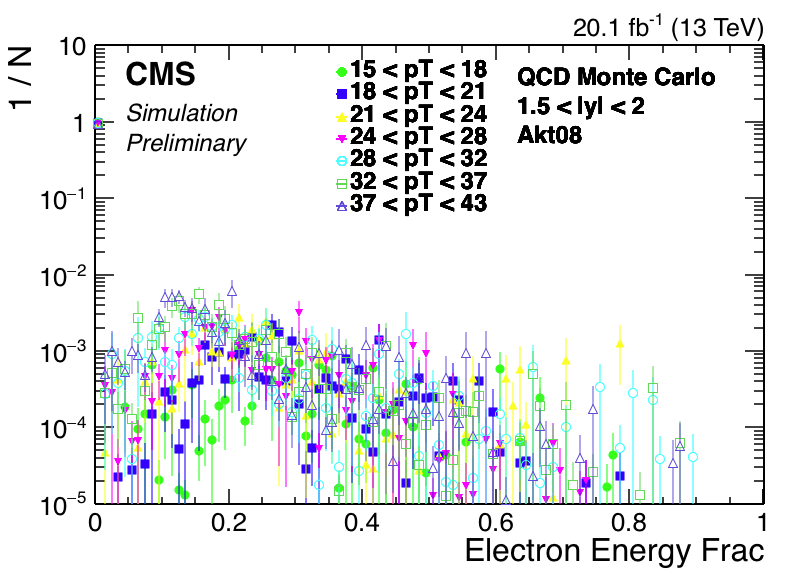 20.1 fb⁻¹ (13 TeV)
1 / N
CMS
Simulation
Preliminary
15 < pT < 18
18 < pT < 21
21 < pT < 24
24 < pT < 28
28 < pT < 32
32 < pT < 37
37 < pT < 43
QCD Monte Carlo
1.5 < |y| < 2
Akt08
10
1
10⁻¹
10⁻²
10⁻³
10⁻⁴
10⁻⁵
0 0.2 0.4 0.6 0.8 1
Electron Energy Frac